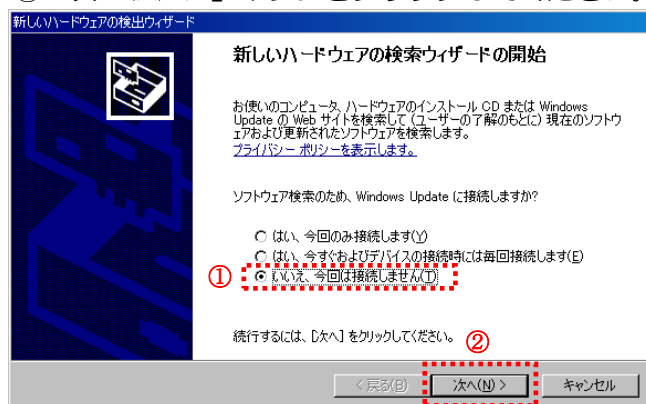 新しいハードウェアの検出ウィザード
新しいハードウェアの検索ウィザードの開始
お使いのコンピュータ、ハードウェアのインストール CD または Windows
Update の Web サイトを検索して (ユーザーの了解のもとに) 現在のソフトウ
ェアおよび更新されたソフトウェアを検索します。
プライバシー ポリシーを表示します。
ソフトウェア検索のため、Windows Update に接続しますか?
はい、今回のみ接続します(Y)
はい、今すぐおよびデバイスの接続時には毎回接続します(E)
① いいえ、今回は接続しません(T)
続行するには、[次へ] をクリックしてください。
②
< 戻る(B)
次へ(N) >
キャンセル